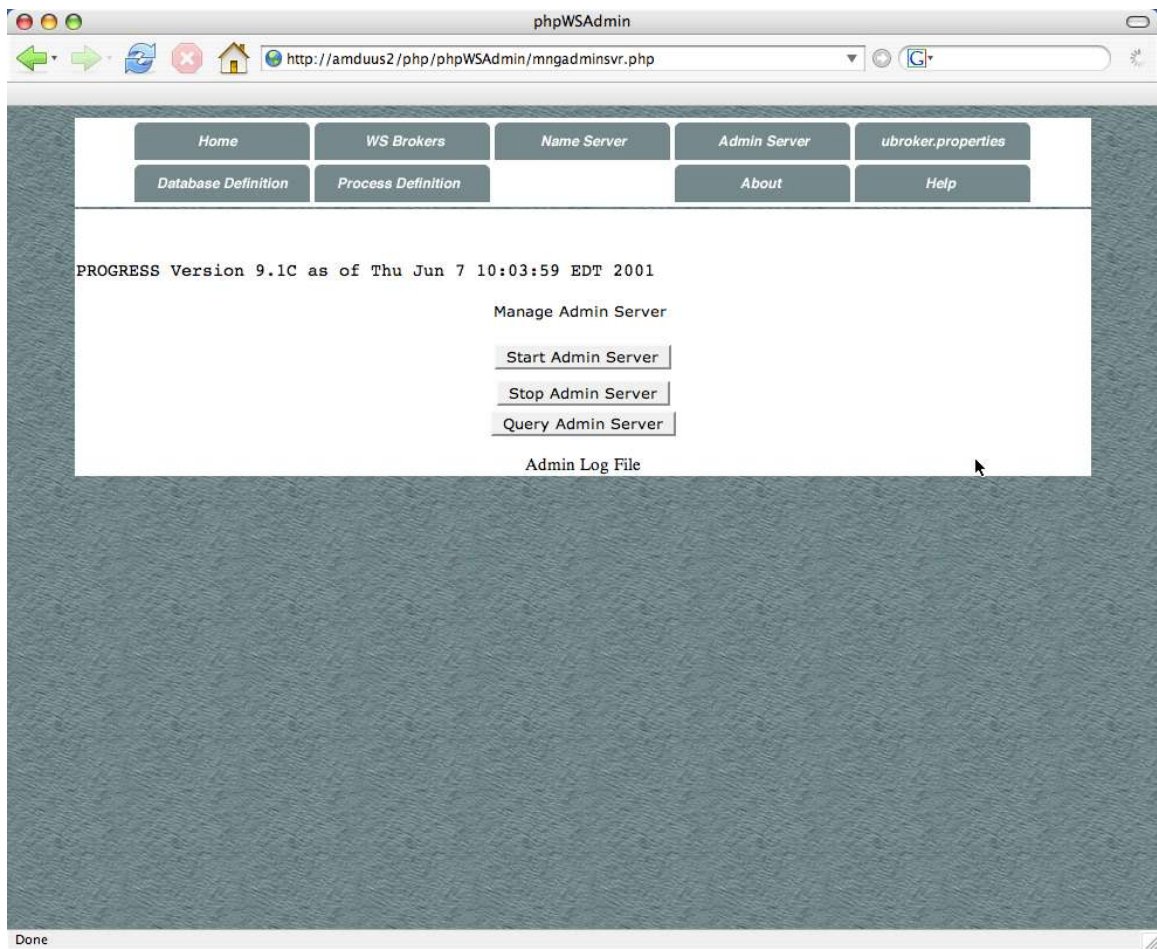 phpWSAdmin
http://amduus2/php/phpWSAdmin/mngadminsvr.php
G
Home WS Brokers Name Server Admin Server ubroker.properties
Database Definition Process Definition About Help
PROGRESS Version 9.1C as of Thu Jun 7 10:03:59 EDT 2001
Manage Admin Server
Start Admin Server
Stop Admin Server
Query Admin Server
Admin Log File
Done